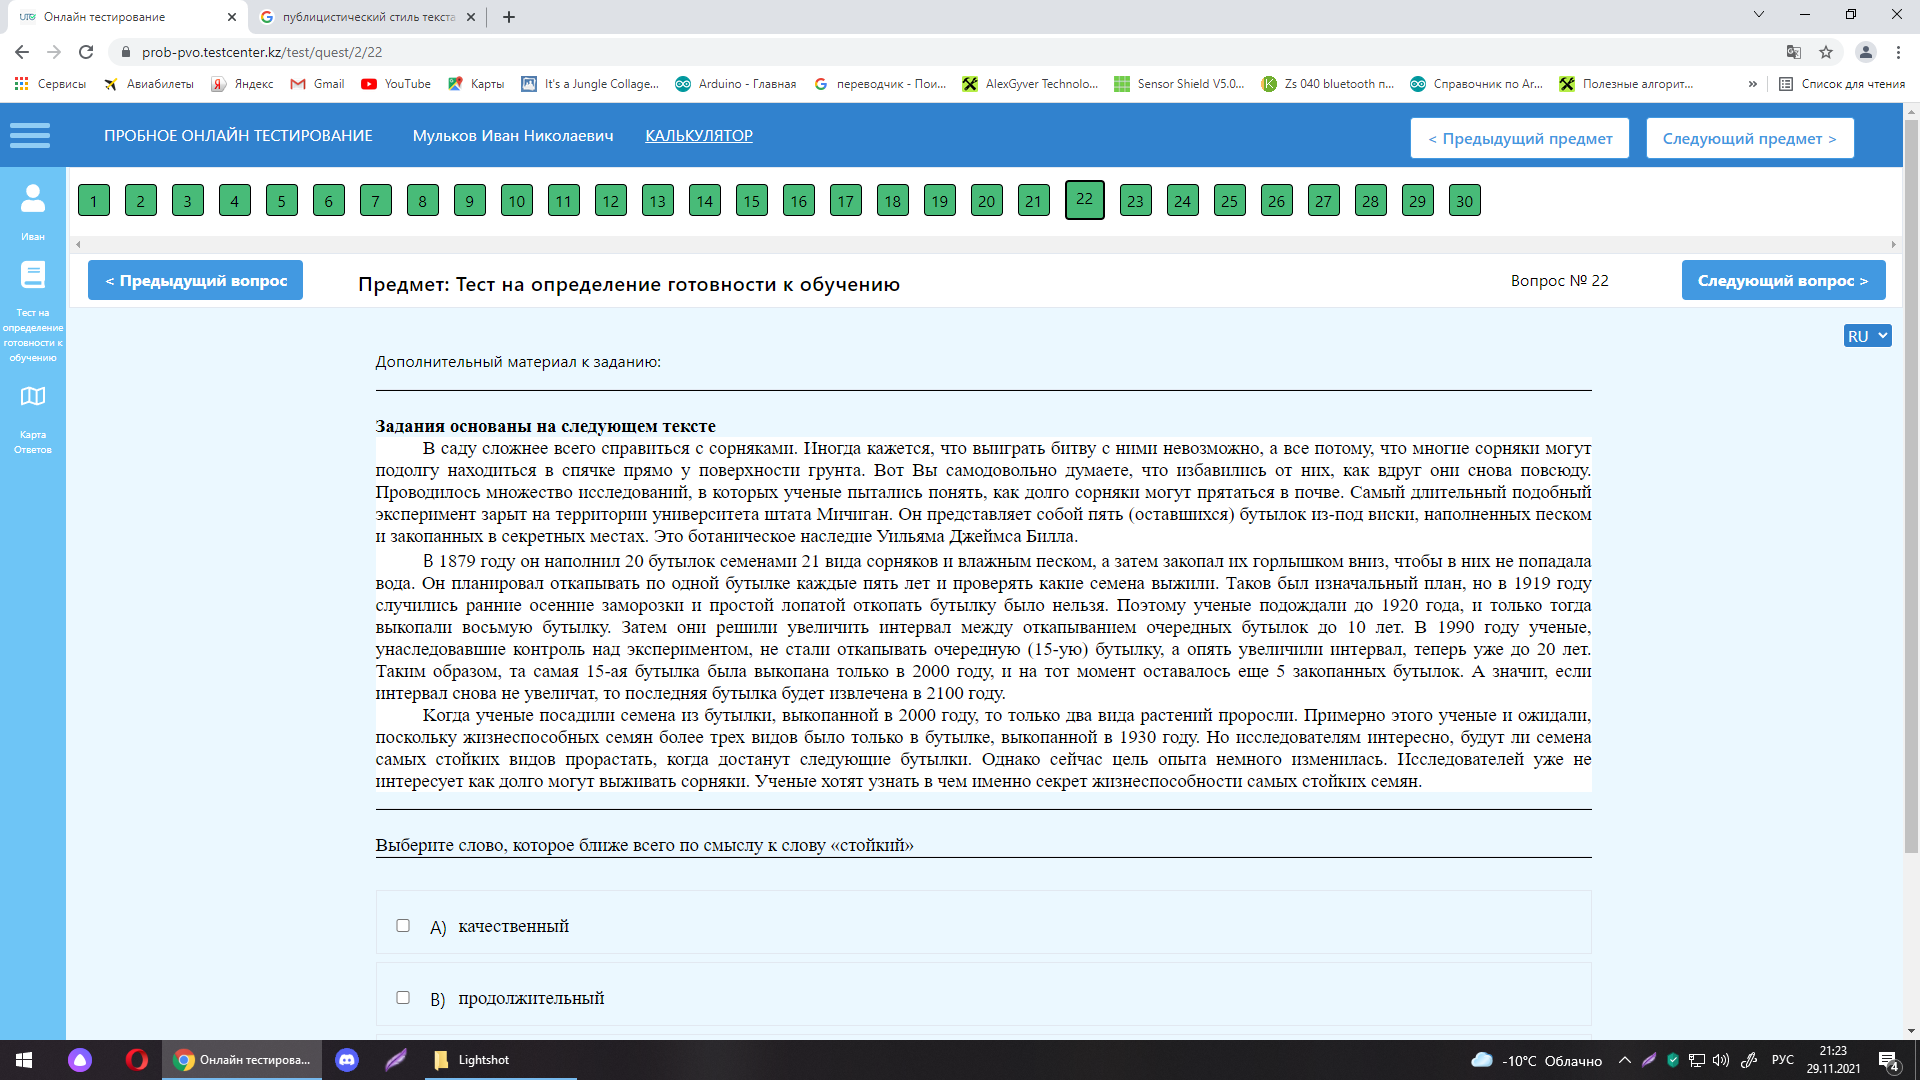 Онлайн тестирование
публицистический стиль текста
prob-pvo.testcenter.kz/test/quest/2/22
Сервисы Авиабилеты Яндекс Gmail YouTube Карты It's a Jungle Collage... Arduino - Главная переводчик - Пои... AlexGyver Technolo... Sensor Shield V5.0... Zs 040 bluetooth п... Справочник по Ar... Полезные алгорит... » Список для чтения
ПРОБНОЕ ОНЛАЙН ТЕСТИРОВАНИЕ Мульков Иван Николаевич КАЛЬКУЛЯТОР < Предыдущий предмет Следующий предмет >
1 2 3 4 5 6 7 8 9 10 11 12 13 14 15 16 17 18 19 20 21 22 23 24 25 26 27 28 29 30
Иван
Тест на
определение
готовности к
обучению
Карта
Ответов
< Предыдущий вопрос Предмет: Тест на определение готовности к обучению Вопрос № 22 Следующий вопрос >
RU
Дополнительный материал к заданию:
Задания основаны на следующем тексте
В саду сложнее всего справиться с сорняками. Иногда кажется, что выиграть битву с ними невозможно, а все потому, что многие сорняки могут
подолгу находиться в спячке прямо у поверхности грунта. Вот Вы самодовольно думаете, что избавились от них, как вдруг они снова повсюду.
Проводилось множество исследований, в которых ученые пытались понять, как долго сорняки могут прятаться в почве. Самый длительный подобный
эксперимент зарыт на территории университета штата Мичиган. Он представляет собой пять (оставшихся) бутылок из-под виски, наполненных песком
и закопанных в секретных местах. Это ботаническое наследие Уильяма Джеймса Билла.
В 1879 году он наполнил 20 бутылок семенами 21 вида сорняков и влажным песком, а затем закопал их горлышком вниз, чтобы в них не попадала
вода. Он планировал откапывать по одной бутылке каждые пять лет и проверять какие семена выжили. Таков был изначальный план, но в 1919 году
случились ранние осенние заморозки и простой лопатой откопать бутылку было нельзя. Поэтому ученые подождали до 1920 года, и только тогда
выкопали восьмую бутылку. Затем они решили увеличить интервал между откапыванием очередных бутылок до 10 лет. В 1990 году ученые,
унаследовавшие контроль над экспериментом, не стали откапывать очередную (15-ую) бутылку, а опять увеличили интервал, теперь уже до 20 лет.
Таким образом, та самая 15-ая бутылка была выкопана только в 2000 году, и на тот момент оставалось еще 5 закопанных бутылок. А значит, если
интервал снова не увеличат, то последняя бутылка будет извлечена в 2100 году.
Когда ученые посадили семена из бутылки, выкопанной в 2000 году, то только два вида растений проросли. Примерно этого ученые и ожидали,
поскольку жизнеспособных семян более трех видов было только в бутылке, выкопанной в 1930 году. Но исследователям интересно, будут ли семена
самых стойких видов прорастать, когда достанут следующие бутылки. Однако сейчас цель опыта немного изменилась. Исследователей уже не
интересует как долго могут выживать сорняки. Ученые хотят узнать в чем именно секрет жизнеспособности самых стойких семян.
Выберите слово, которое ближе всего по смыслу к слову «стойкий»
A) качественный
B) продолжительный
Онлайн тестирова... Lightshot -10°C Облачно РУС 21:23
29.11.2021
4